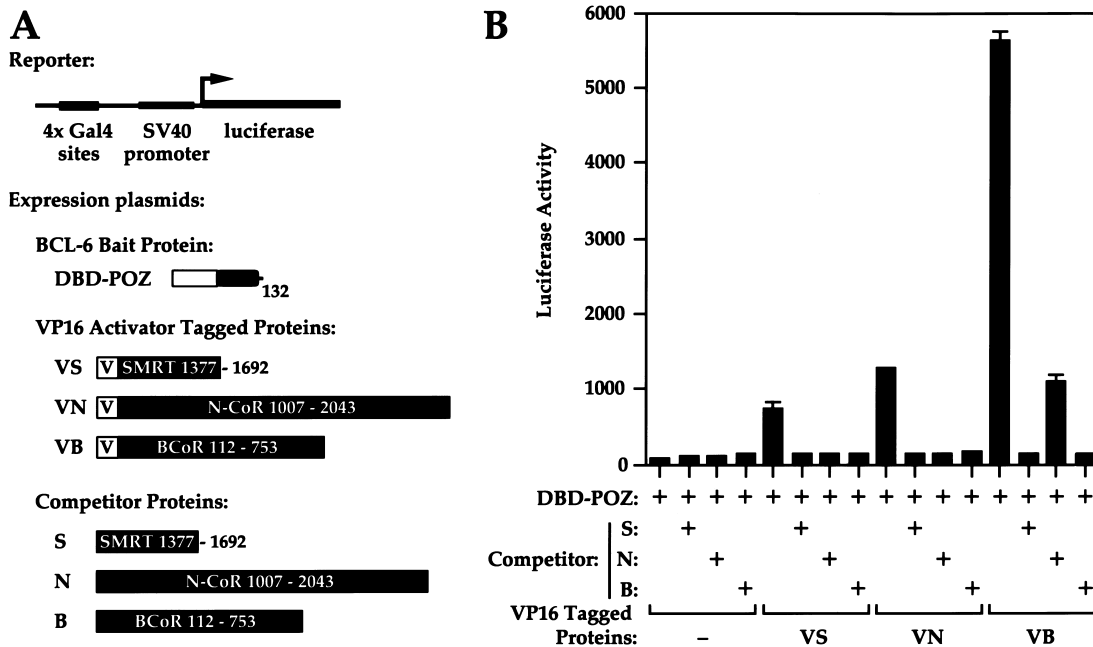 A
Reporter:
4x Gal4 sites
SV40 promoter
luciferase
Expression plasmids:
BCL-6 Bait Protein:
DBD-POZ
132
VP16 Activator Tagged Proteins:
VS V SMRT 1377 - 1692
VN V N-CoR 1007 - 2043
VB V BCoR 112 - 753
Competitor Proteins:
S SMRT 1377 - 1692
N N-CoR 1007 - 2043
B BCoR 112 - 753
B
Luciferase Activity
6000
5000
4000
3000
2000
1000
0
DBD-POZ: + + + + + + + + + + + + + + + +
Competitor:
S: + + + +
N: + + + +
B: + + + +
VP16 Tagged Proteins:
– VS VN VB